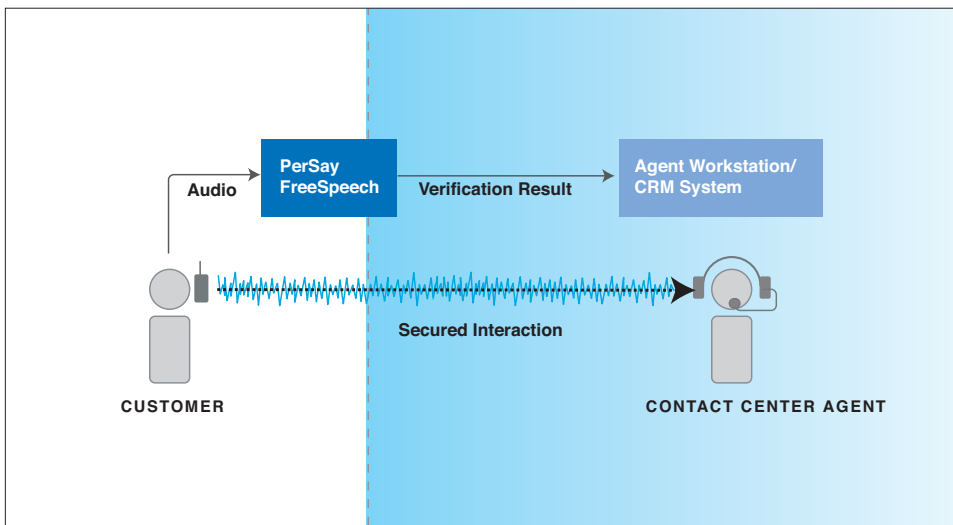 PerSay
FreeSpeech
Agent Workstation/
CRM System
Audio
Verification Result
Secured Interaction
CUSTOMER
CONTACT CENTER AGENT